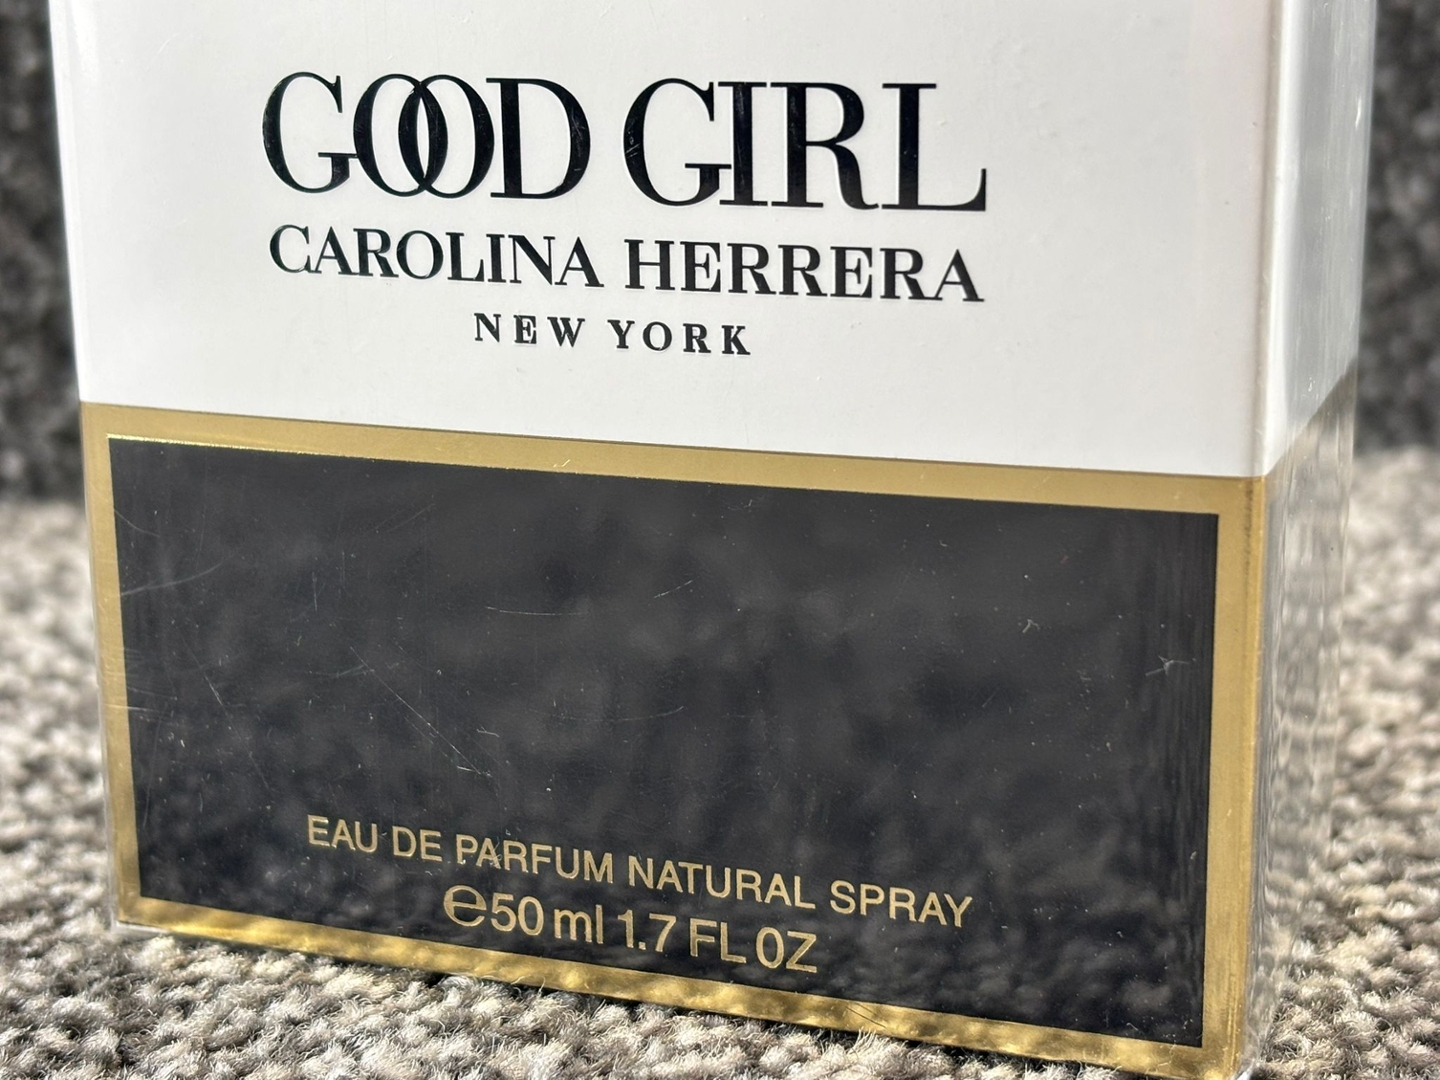 GOOD GIRL
CAROLINA HERRERA
NEW YORK
EAU DE PARFUM NATURAL SPRAY
℮50 ml 1.7 FL OZ